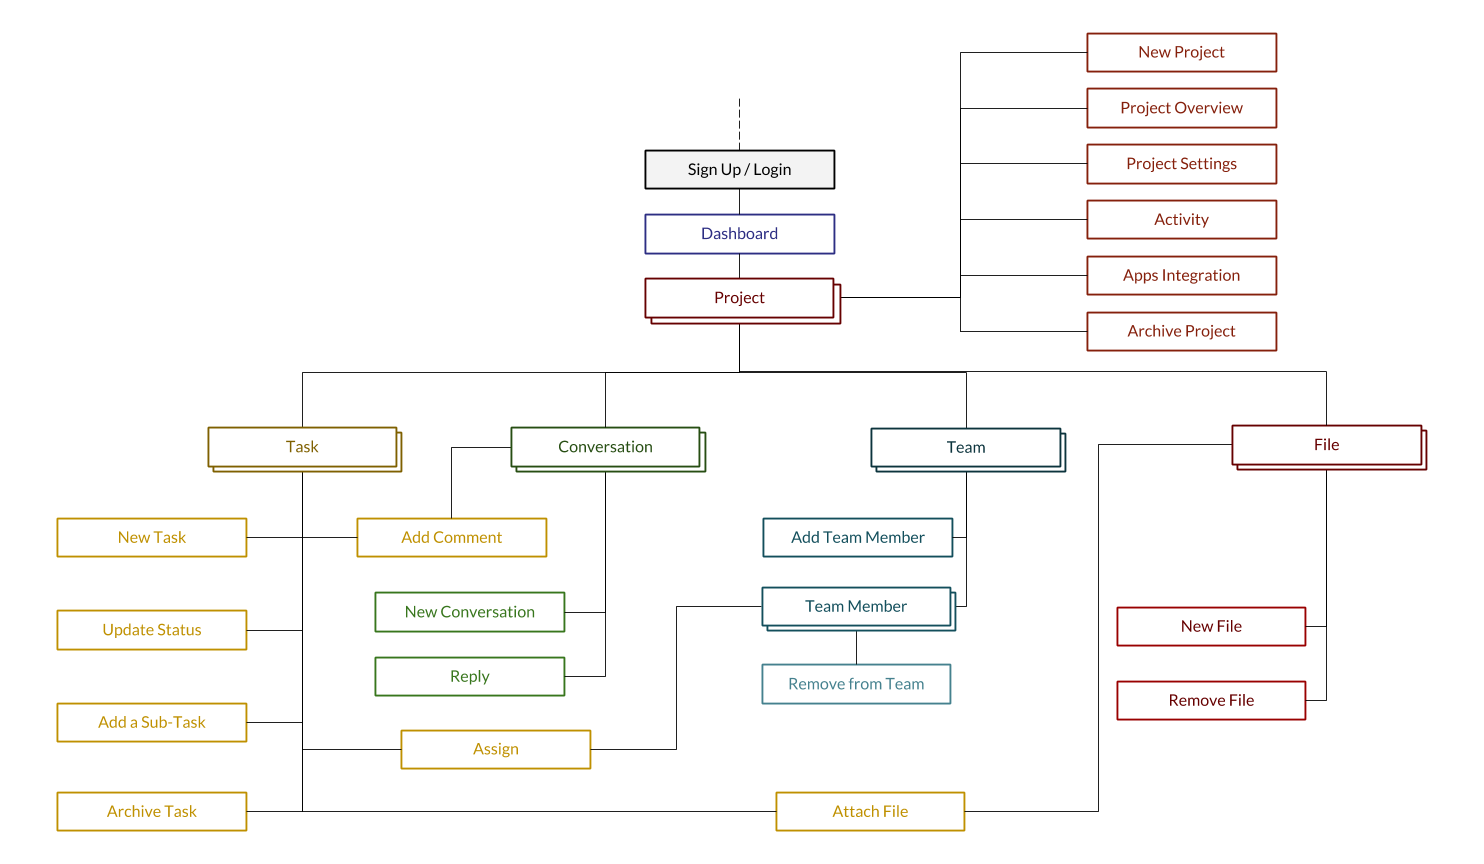 New Project
Project Overview
Sign Up / Login
Project Settings
Activity
Dashboard
Apps Integration
Project
Archive Project
Task
Conversation
Team
File
New Task
Add Comment
Add Team Member
New Conversation
Team Member
New File
Update Status
Reply
Remove from Team
Remove File
Add a Sub-Task
Assign
Archive Task
Attach File